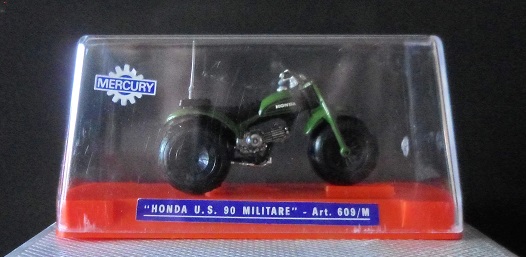 MERCURY
HONDA
"HONDA U.S. 90 MILITARE" - Art. 609/M